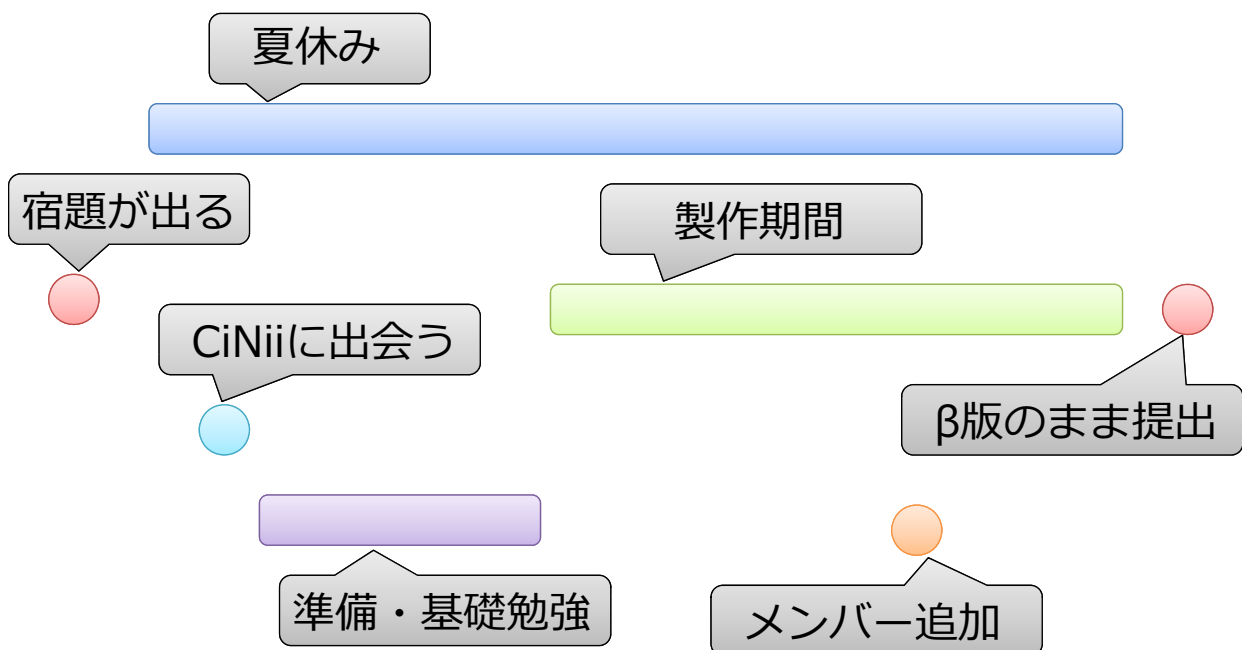 夏休み
宿題が出る
製作期間
CiNiiに出会う
β版のまま提出
準備・基礎勉強
メンバー追加